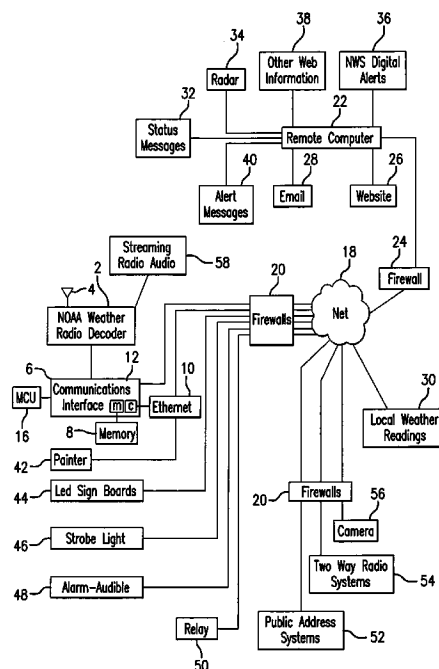 38
36
34
Other Web
Information
NWS Digital
Alerts
Radar
32
22
Status
Messages
Remote Computer
40
28
26
Alert
Messages
Email
Website
Streaming
Radio Audio
58
4
2
20
18
24
Firewall
NOAA Weather
Radio Decoder
Firewalls
Net
6
12
10
MCU
Communications
Interface
m
c
Ethernet
16
8
Memory
30
Local Weather
Readings
42
Painter
44
Led Sign Boards
20
Firewalls
56
Camera
46
Strobe Light
Two Way Radio
Systems
54
48
Alarm-Audible
Relay
50
Public Address
Systems
52